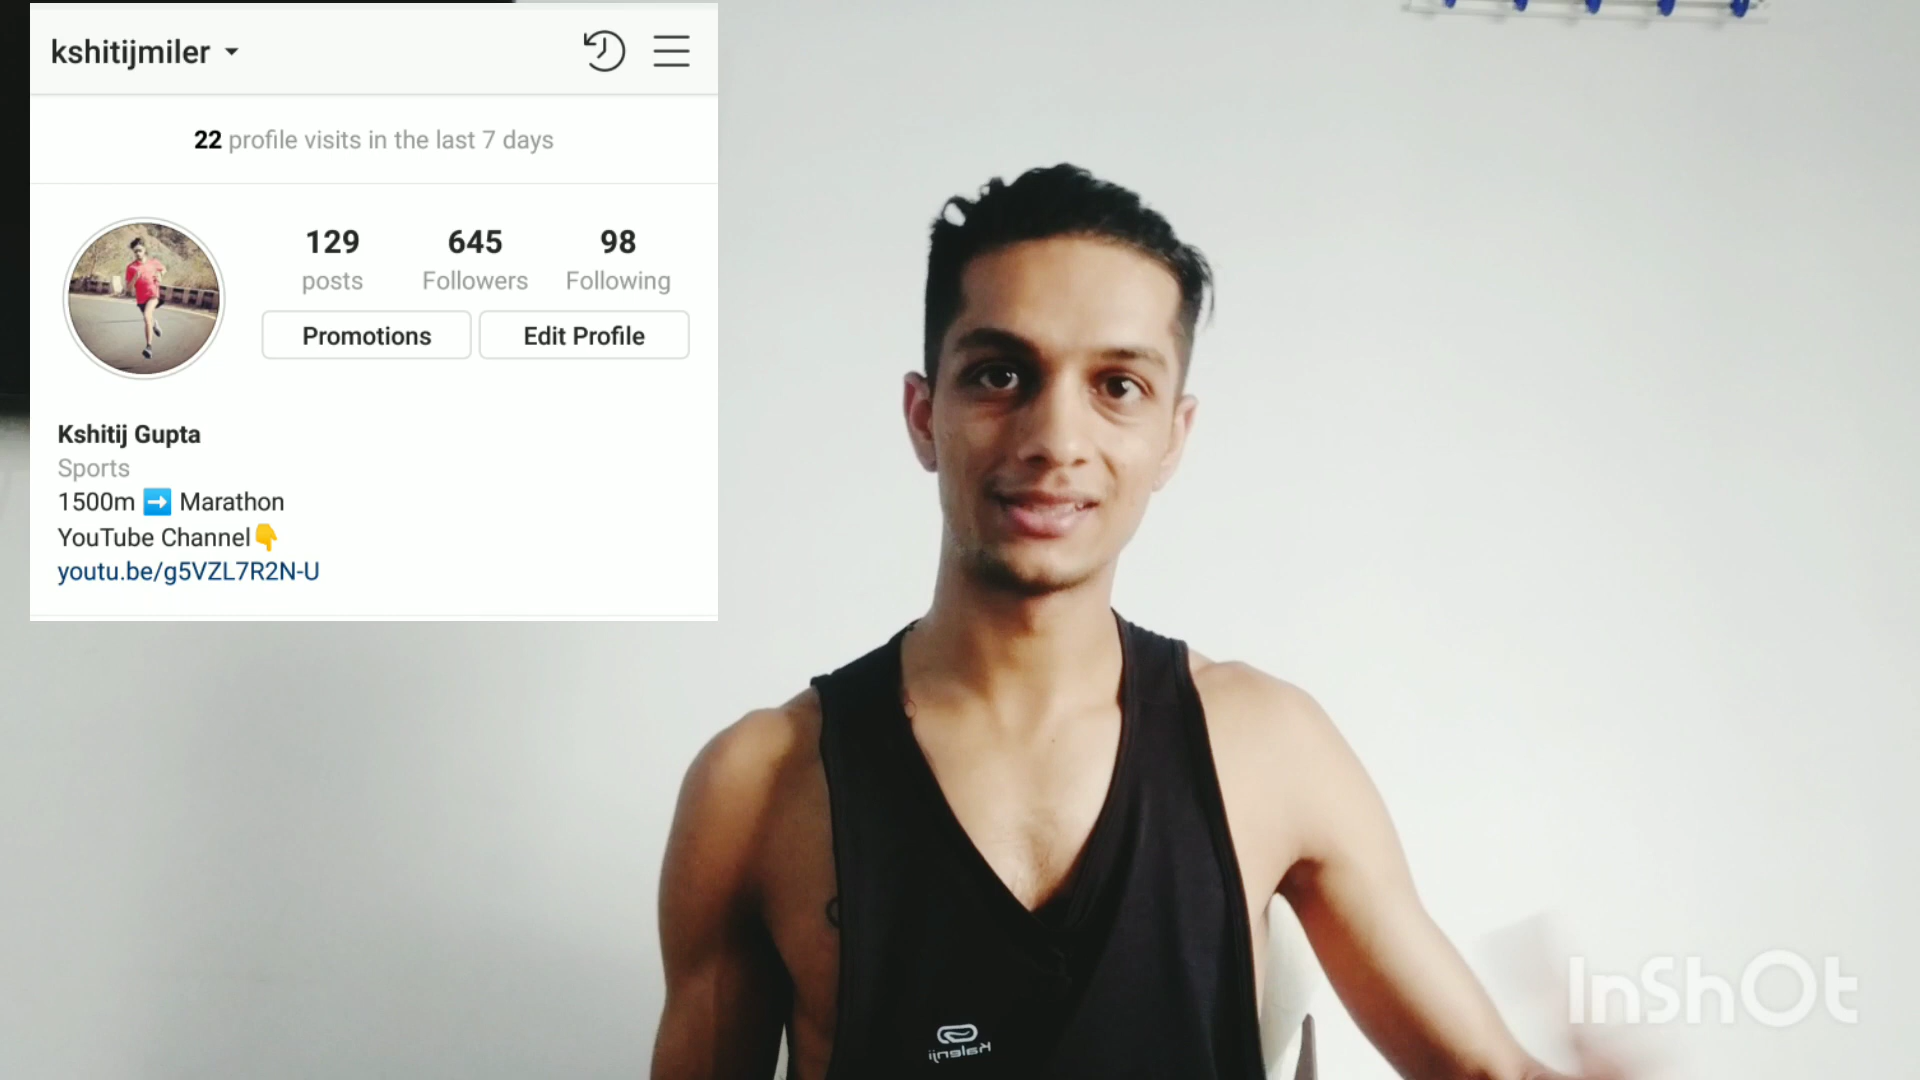 kshitijmiler
22 profile visits in the last 7 days
129 645 98
posts Followers Following
Promotions Edit Profile
Kshitij Gupta
Sports
1500m ➡️ Marathon
YouTube Channel👇
youtu.be/g5VZL7R2N-U
Kalenji
InShOt